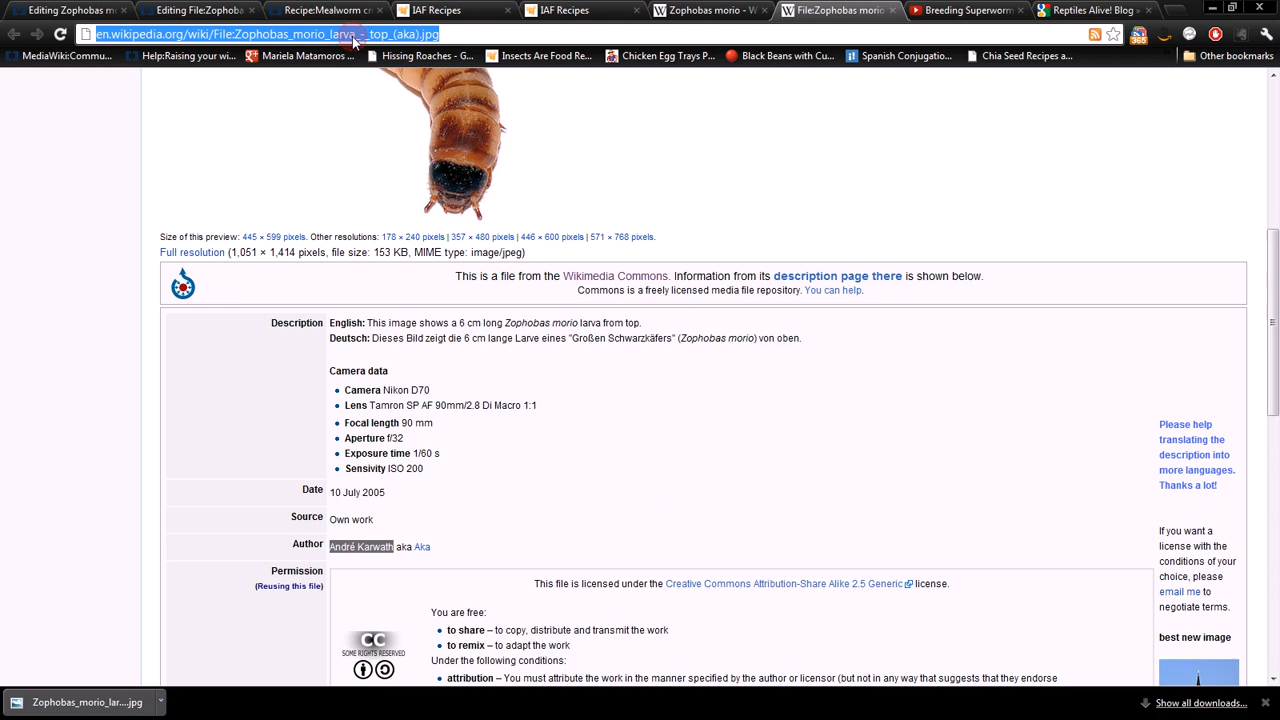 Editing Zophobas m
Editing File:Zophoba
Recipe:Mealworm cr
IAF Recipes
IAF Recipes
Zophobas morio - W
File:Zophobas morio
Breeding Superworm
Reptiles Alive! Blog »
en.wikipedia.org/wiki/File:Zophobas_morio_larva_-_top_(aka).jpg
MediaWiki:Commu...
Help:Raising your wi...
Mariela Matamoros ...
Hissing Roaches - G...
Insects Are Food Re...
Chicken Egg Trays P...
Black Beans with Cu...
Spanish Conjugatio...
Chia Seed Recipes a...
Other bookmarks
Size of this preview: 445 × 599 pixels. Other resolutions: 178 × 240 pixels | 357 × 480 pixels | 446 × 600 pixels | 571 × 768 pixels.
Full resolution (1,051 × 1,414 pixels, file size: 153 KB, MIME type: image/jpeg)
This is a file from the Wikimedia Commons. Information from its description page there is shown below.
Commons is a freely licensed media file repository. You can help.
Description
English: This image shows a 6 cm long Zophobas morio larva from top.
Deutsch: Dieses Bild zeigt die 6 cm lange Larve eines "Großen Schwarzkäfers" (Zophobas morio) von oben.
Camera data
Camera Nikon D70
Lens Tamron SP AF 90mm/2.8 Di Macro 1:1
Focal length 90 mm
Aperture f/32
Exposure time 1/60 s
Sensivity ISO 200
Please help
translating the
description into
more languages.
Thanks a lot!
Date
10 July 2005
Source
Own work
Author
André Karwath aka Aka
If you want a
license with the
conditions of your
choice, please
email me to
negotiate terms.
best new image
Permission
(Reusing this file)
This file is licensed under the Creative Commons Attribution-Share Alike 2.5 Generic license.
You are free:
to share – to copy, distribute and transmit the work
to remix – to adapt the work
Under the following conditions:
attribution – You must attribute the work in the manner specified by the author or licensor (but not in any way that suggests that they endorse
CC
SOME RIGHTS RESERVED
Zophobas_morio_lar....jpg
Show all downloads...